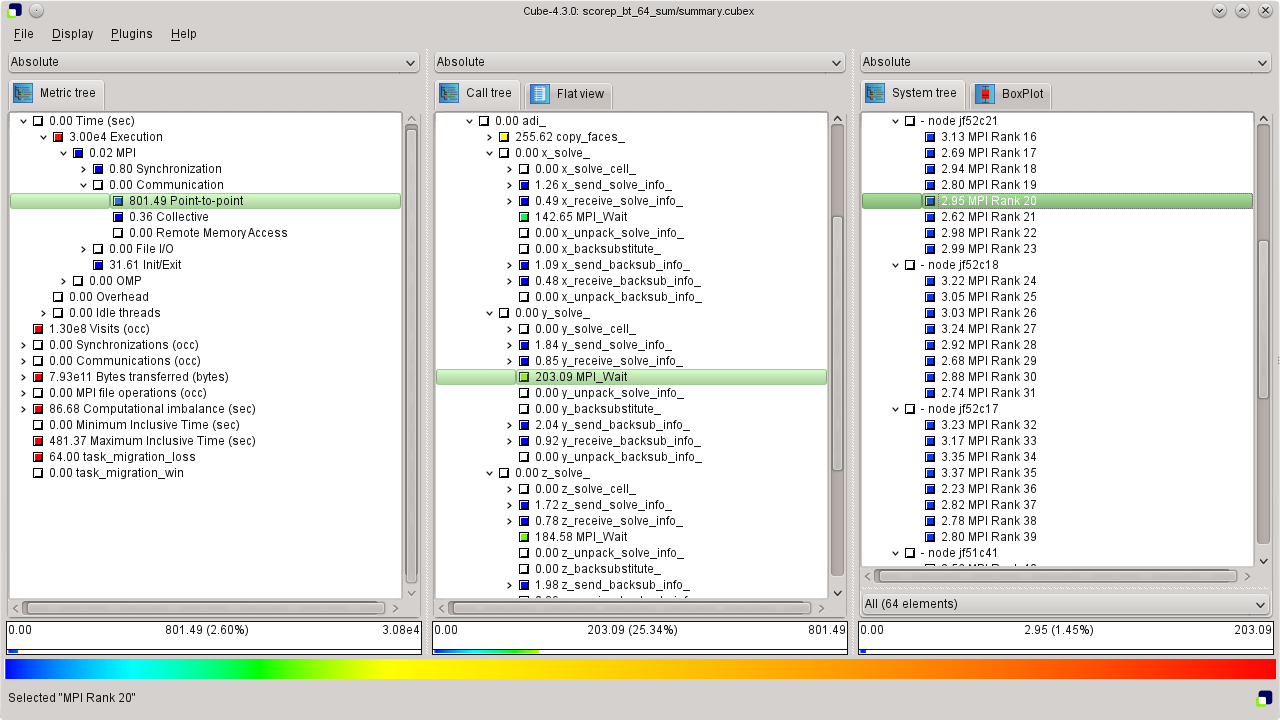 Cube-4.3.0: scorep_bt_64_sum/summary.cubex
File Display Plugins Help
Absolute
Metric tree
0.00 Time (sec)
3.00e4 Execution
0.02 MPI
0.80 Synchronization
0.00 Communication
801.49 Point-to-point
0.36 Collective
0.00 Remote Memory Access
0.00 File I/O
31.61 Init/Exit
0.00 OMP
0.00 Overhead
0.00 Idle threads
1.30e8 Visits (occ)
0.00 Synchronizations (occ)
0.00 Communications (occ)
7.93e11 Bytes transferred (bytes)
0.00 MPI file operations (occ)
86.68 Computational imbalance (sec)
0.00 Minimum Inclusive Time (sec)
481.37 Maximum Inclusive Time (sec)
64.00 task_migration_loss
0.00 task_migration_win
0.00 801.49 (2.60%) 3.08e4
Absolute
Call tree Flat view
0.00 adi_
255.62 copy_faces_
0.00 x_solve_
0.00 x_solve_cell_
1.26 x_send_solve_info_
0.49 x_receive_solve_info_
142.65 MPI_Wait
0.00 x_unpack_solve_info_
0.00 x_backsubstitute_
1.09 x_send_backsub_info_
0.48 x_receive_backsub_info_
0.00 x_unpack_backsub_info_
0.00 y_solve_
0.00 y_solve_cell_
1.84 y_send_solve_info_
0.85 y_receive_solve_info_
203.09 MPI_Wait
0.00 y_unpack_solve_info_
0.00 y_backsubstitute_
2.04 y_send_backsub_info_
0.92 y_receive_backsub_info_
0.00 y_unpack_backsub_info_
0.00 z_solve_
0.00 z_solve_cell_
1.72 z_send_solve_info_
0.78 z_receive_solve_info_
184.58 MPI_Wait
0.00 z_unpack_solve_info_
0.00 z_backsubstitute_
1.98 z_send_backsub_info_
0.00 203.09 (25.34%) 801.49
Absolute
System tree BoxPlot
- node jf52c21
3.13 MPI Rank 16
2.69 MPI Rank 17
2.94 MPI Rank 18
2.80 MPI Rank 19
2.95 MPI Rank 20
2.62 MPI Rank 21
2.98 MPI Rank 22
2.99 MPI Rank 23
- node jf52c18
3.22 MPI Rank 24
3.05 MPI Rank 25
3.03 MPI Rank 26
3.24 MPI Rank 27
2.92 MPI Rank 28
2.68 MPI Rank 29
2.88 MPI Rank 30
2.74 MPI Rank 31
- node jf52c17
3.23 MPI Rank 32
3.17 MPI Rank 33
3.35 MPI Rank 34
3.37 MPI Rank 35
2.23 MPI Rank 36
2.82 MPI Rank 37
2.78 MPI Rank 38
2.80 MPI Rank 39
- node jf51c41
All (64 elements)
0.00 2.95 (1.45%) 203.09
Selected "MPI Rank 20"